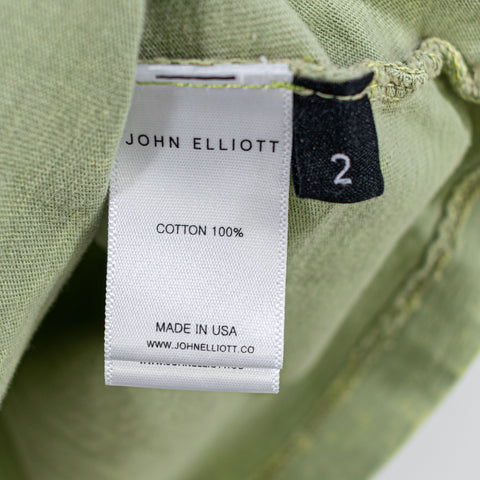 JOHN ELLIOTT
2
COTTON 100%
MADE IN USA
WWW.JOHNELLIOTT.CO